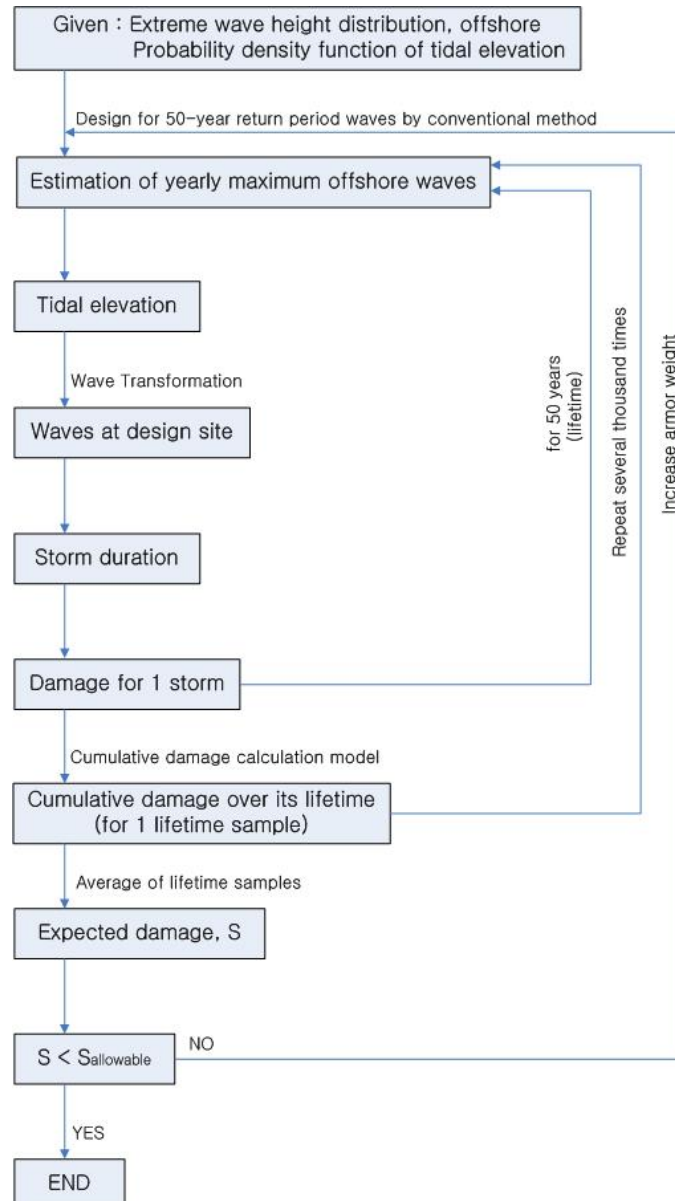 Given : Extreme wave height distribution, offshore
Probability density function of tidal elevation
Design for 50-year return period waves by conventional method
Estimation of yearly maximum offshore waves
Tidal elevation
Wave Transformation
Waves at design site
Storm duration
Damage for 1 storm
for 50 years
(lifetime)
Repeat several thousand times
Increase armor weight
Cumulative damage calculation model
Cumulative damage over its lifetime
(for 1 lifetime sample)
Average of lifetime samples
Expected damage, S
S < Sallowable
NO
YES
END